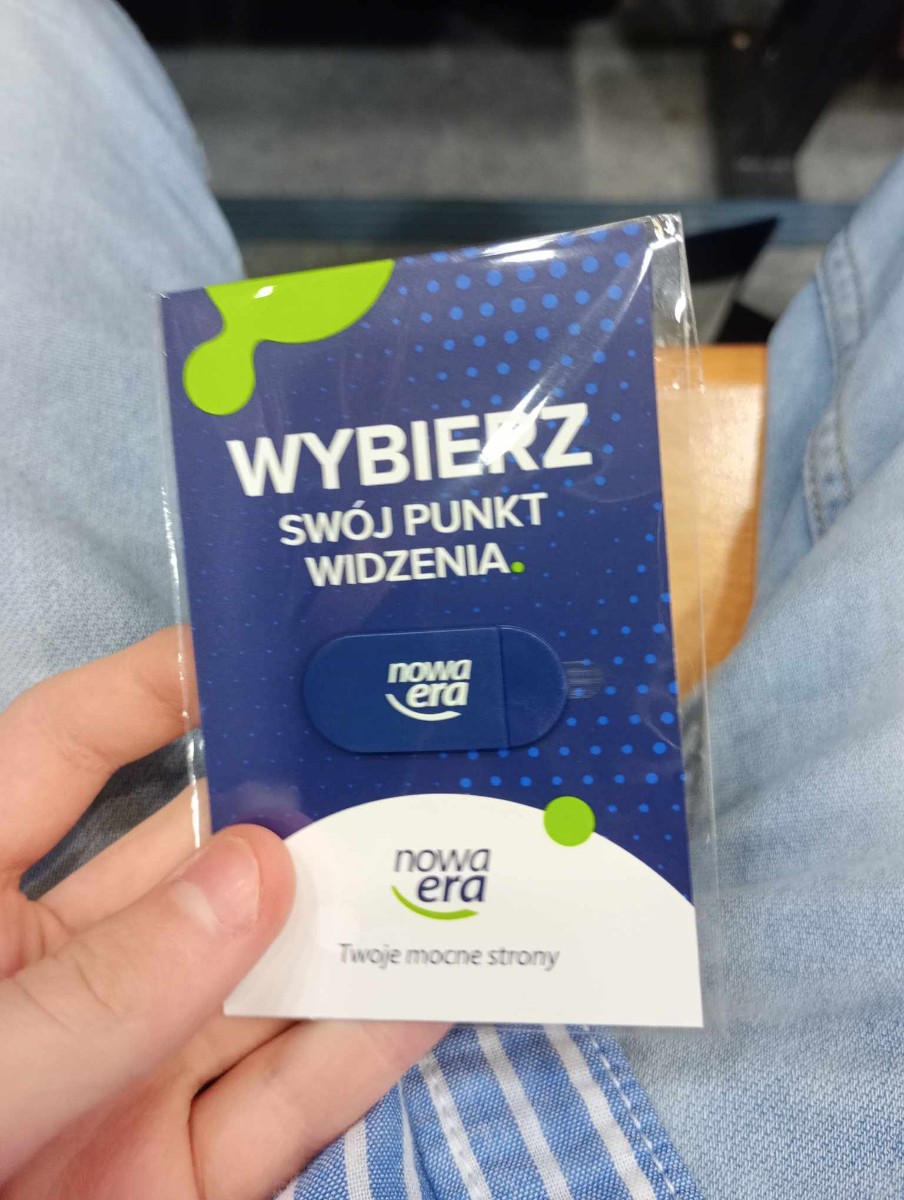 WYBIERZ
SWÓJ PUNKT
WIDZENIA.
nowa
era
nowa
era
Twoje mocne strony